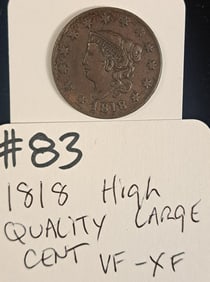 1818
#83
1818 High
QUALITY LARGE
CENT VF-XF